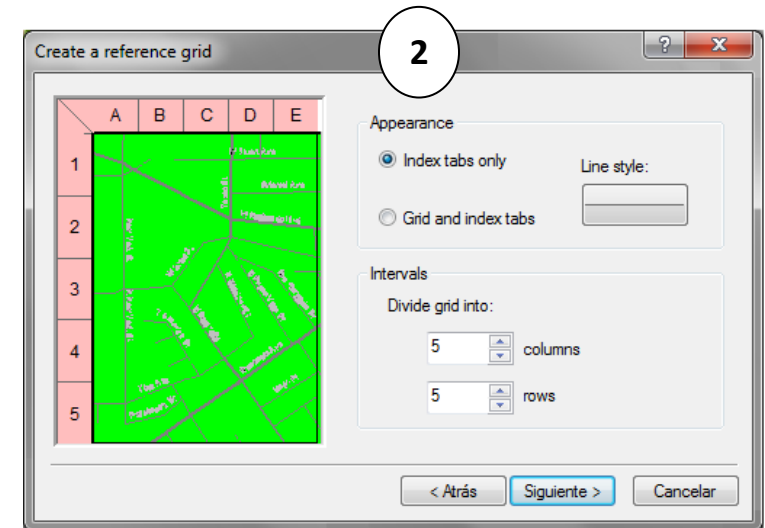 Create a reference grid
2
? x
A B C D E
1
2
3
4
5
Appearance
Index tabs only
Line style:
Grid and index tabs
Intervals
Divide grid into:
5 columns
5 rows
< Atrás Siguiente > Cancelar